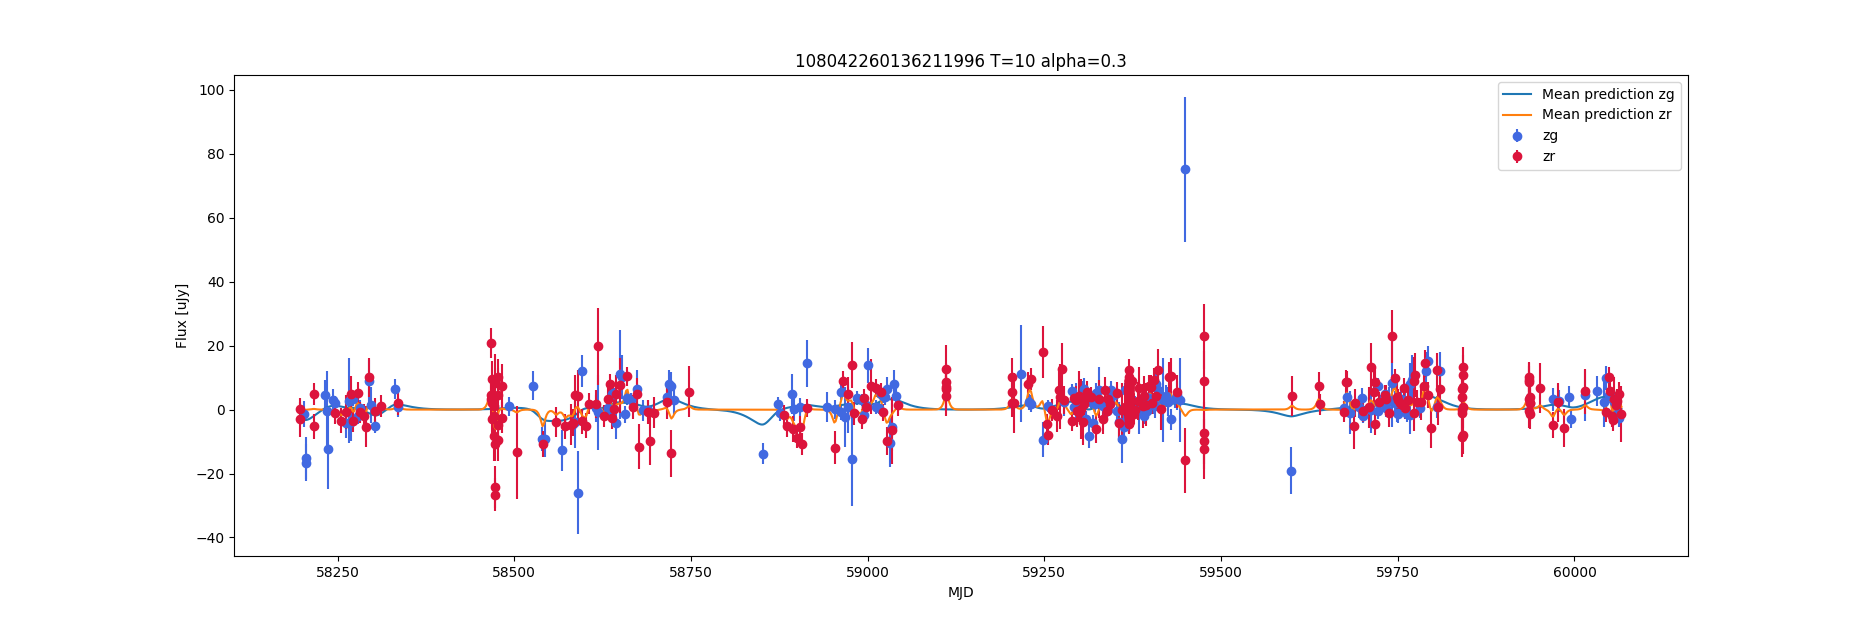 108042260136211996 T=10 alpha=0.3
Flux [uJy]
100
80
60
40
20
0
−20
−40
Mean prediction zg
Mean prediction zr
zg
zr
58250 58500 58750 59000 59250 59500 59750 60000
MJD